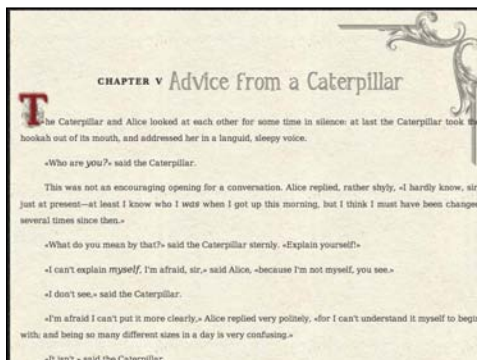 CHAPTER V Advice from a Caterpillar
The Caterpillar and Alice looked at each other for some time in silence: at last the Caterpillar took
hookah out of its mouth, and addressed her in a languid, sleepy voice.
«Who are you?» said the Caterpillar.
This was not an encouraging opening for a conversation. Alice replied, rather shyly, «I hardly know, sir
just at present—at least I know who I was when I got up this morning, but I think I must have been
several times since then.»
«What do you mean by that?» said the Caterpillar sternly. «Explain yourself!»
«I can't explain myself, I'm afraid, sir,» said Alice, «because I'm not myself, you see.»
«I don't see,» said the Caterpillar.
«I'm afraid I can't put it more clearly,» Alice replied very politely, «for I can't understand it myself to
with; and being so many different sizes in a day is very confusing.»
«It isn't,» said the Caterpillar.